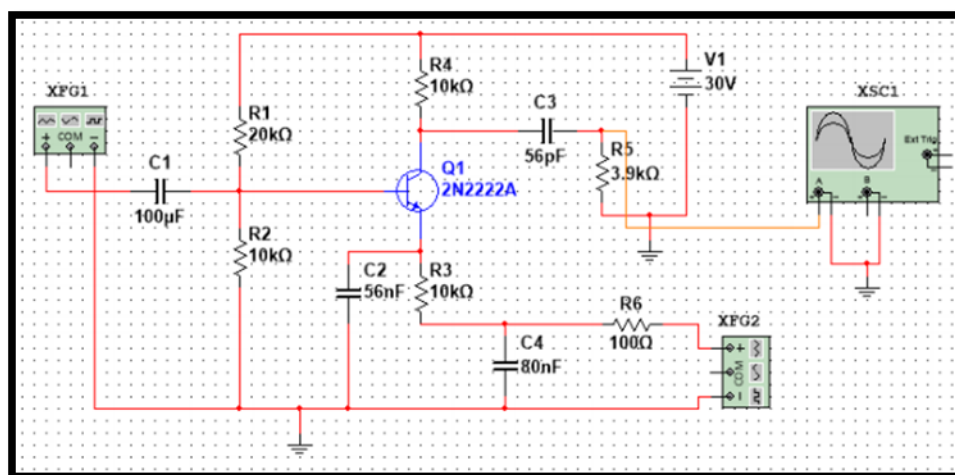 V1
30V
R4
10kΩ
XFG1
COM
C3
56pF
XSC1
Ext Trig
R1
20kΩ
C1
100µF
Q1
2N2222A
R5
3.9kΩ
A
B
R2
10kΩ
C2
56nF
R3
10kΩ
R6
100Ω
XFG2
COM
C4
80nF